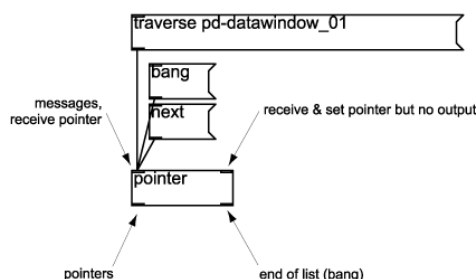 traverse pd-datawindow_01
bang
messages,
receive pointer
next
receive & set pointer but no output
pointer
pointers
end of list (bang)